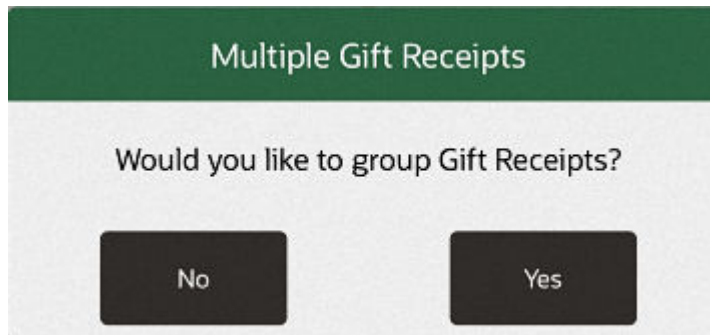 Multiple Gift Receipts
Would you like to group Gift Receipts?
No
Yes